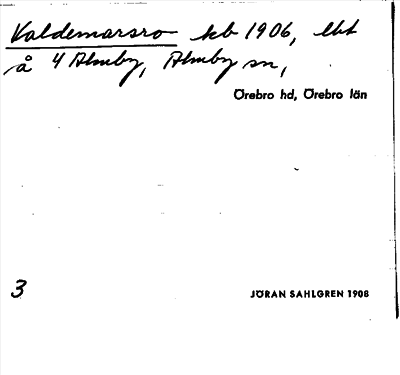 Valdemarsro kb 1906, lht
å 4 Almby, Almby sn,
Örebro hd, Örebro län
3
JÖRAN SAHLGREN 1908